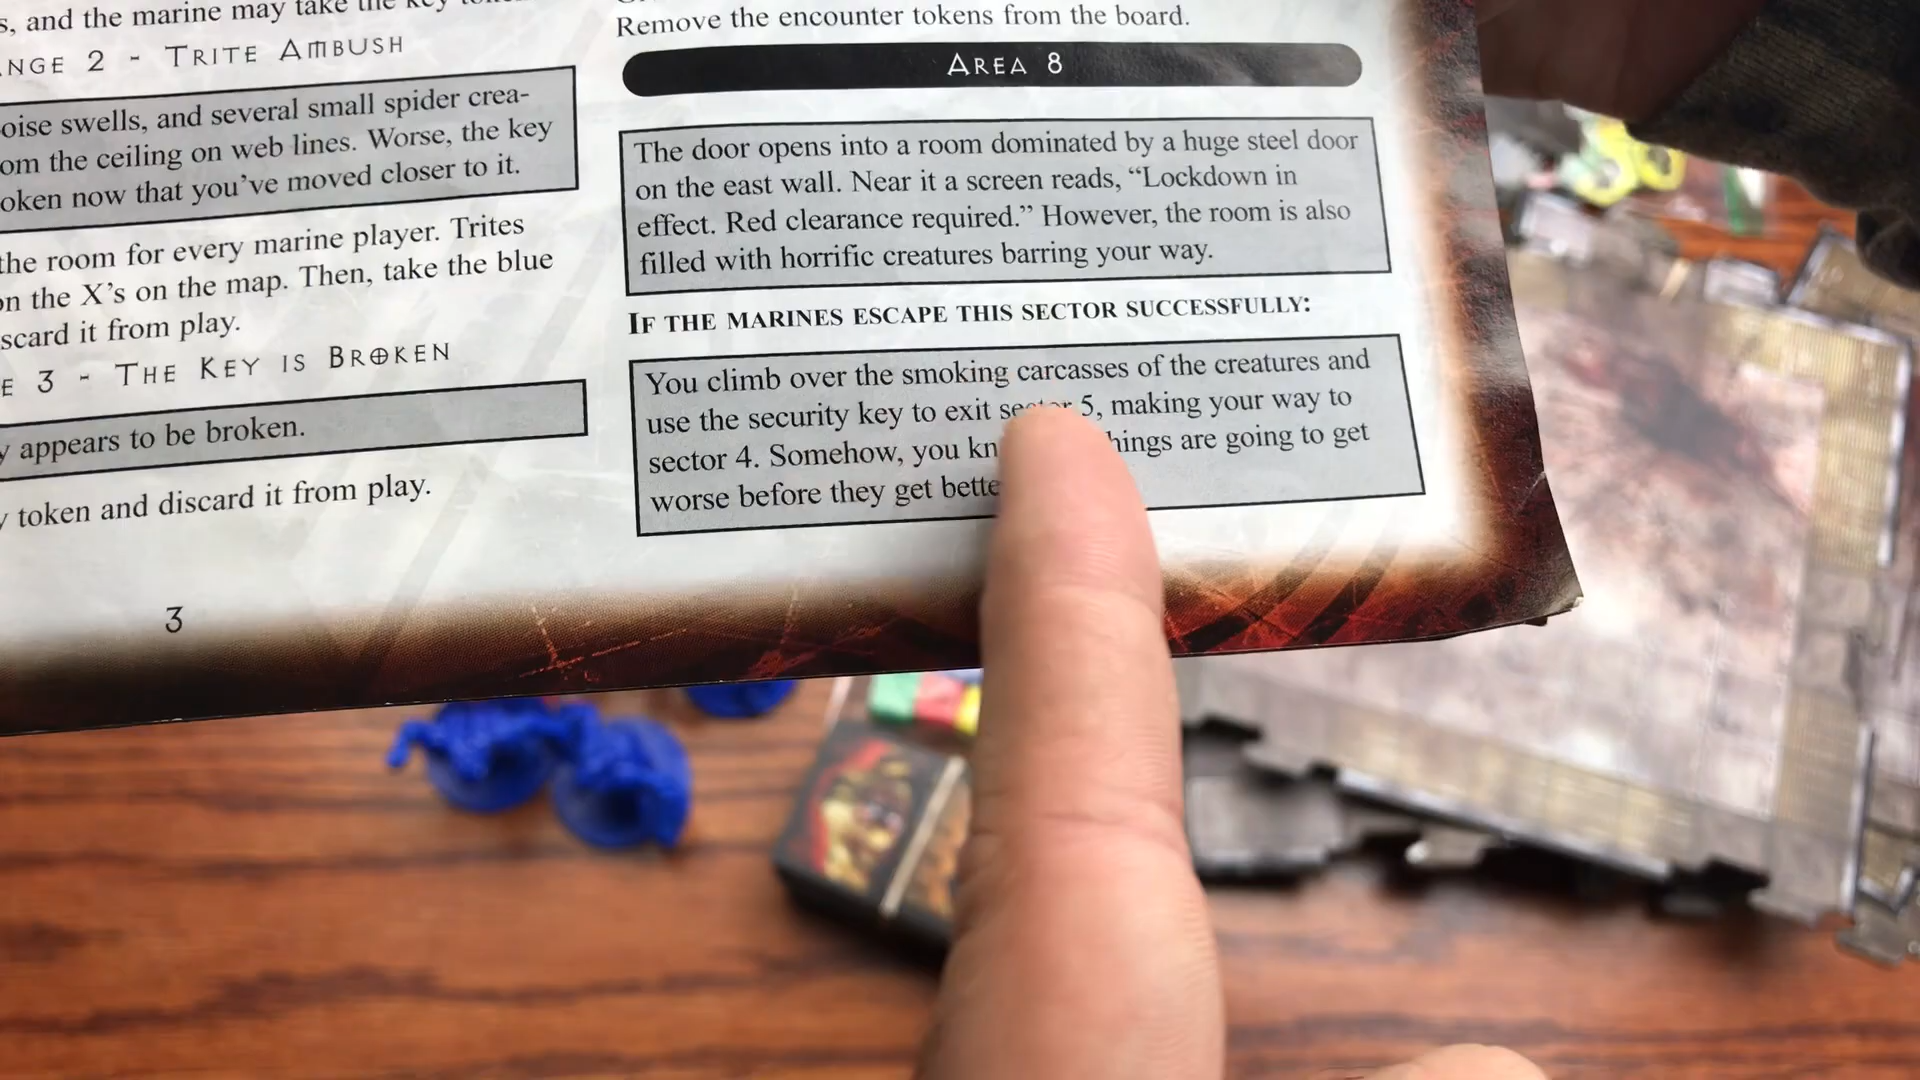 s, and the marine may take the key
NGE 2 - TRITE AMBUSH
oise swells, and several small spider crea-
om the ceiling on web lines. Worse, the key
oken now that you've moved closer to it.
the room for every marine player. Trites
on the X's on the map. Then, take the blue
scard it from play.
E 3 - THE KEY IS BROKEN
y appears to be broken.
y token and discard it from play.
3
Remove the encounter tokens from the board.
AREA 8
The door opens into a room dominated by a huge steel door
on the east wall. Near it a screen reads, “Lockdown in
effect. Red clearance required.” However, the room is also
filled with horrific creatures barring your way.
IF THE MARINES ESCAPE THIS SECTOR SUCCESSFULLY:
You climb over the smoking carcasses of the creatures and
use the security key to exit sector 5, making your way to
sector 4. Somehow, you kn hings are going to get
worse before they get bette